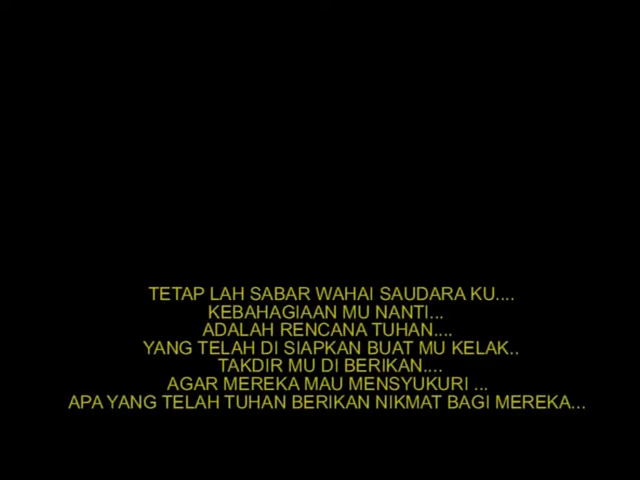 TETAP LAH SABAR WAHAI SAUDARA KU....
KEBAHAGIAAN MU NANTI...
ADALAH RENCANA TUHAN....
YANG TELAH DI SIAPKAN BUAT MU KELAK..
TAKDIR MU DI BERIKAN....
AGAR MEREKA MAU MENSYUKURI ...
APA YANG TELAH TUHAN BERIKAN NIKMAT BAGI MEREKA...